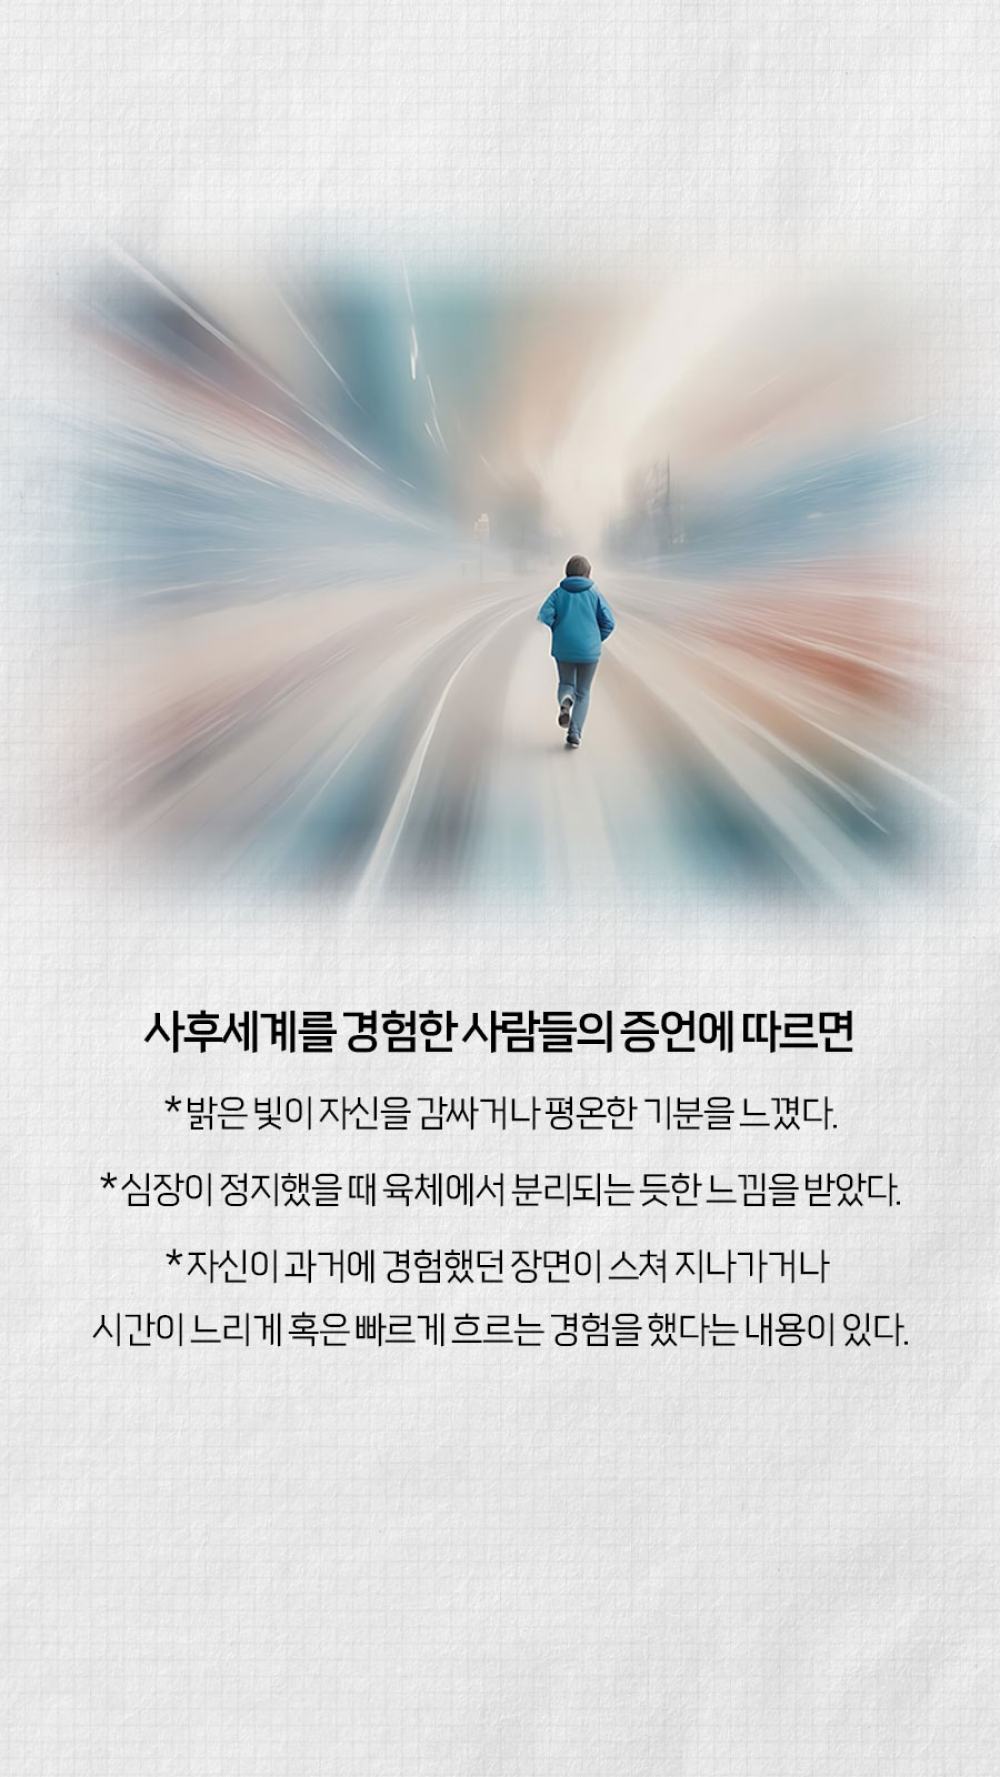 사후세계를 경험한 사람들의 증언에 따르면
*밝은 빛이 자신을 감싸거나 평온한 기분을 느꼈다.
*심장이 정지했을 때 육체에서 분리되는 듯한 느낌을 받았다.
*자신이 과거에 경험했던 장면이 스쳐 지나가거나
시간이 느리게 혹은 빠르게 흐르는 경험을 했다는 내용이 있다.